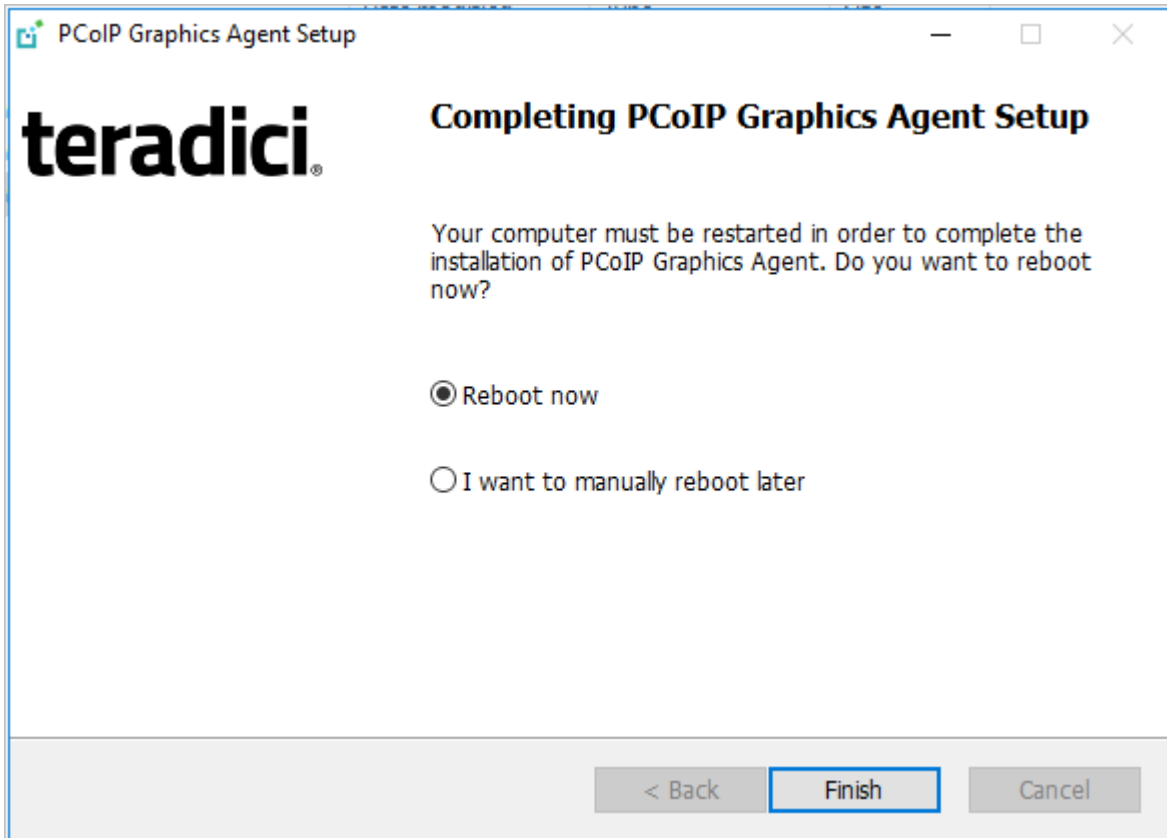 PCoIP Graphics Agent Setup
teradici®
Completing PCoIP Graphics Agent Setup
Your computer must be restarted in order to complete the
installation of PCoIP Graphics Agent. Do you want to reboot
now?
Reboot now
I want to manually reboot later
< Back
Finish
Cancel